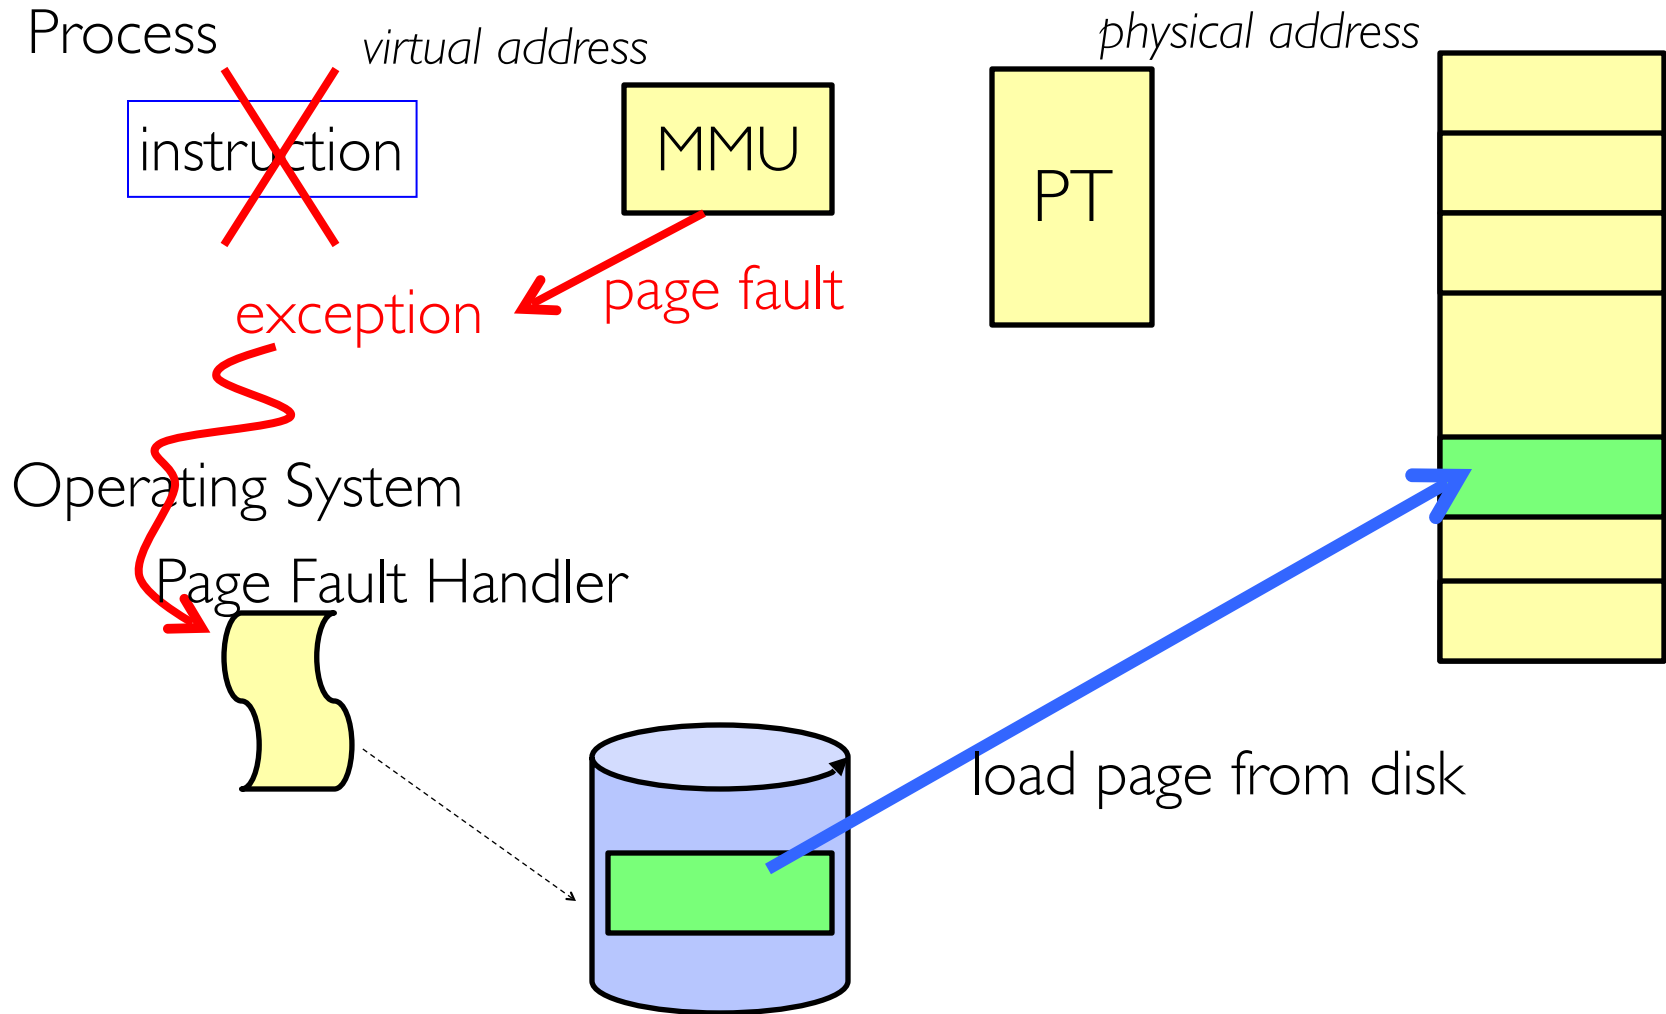 Process
virtual address
physical address
instruction
MMU
PT
page fault
exception
Operating System
Page Fault Handler
load page from disk